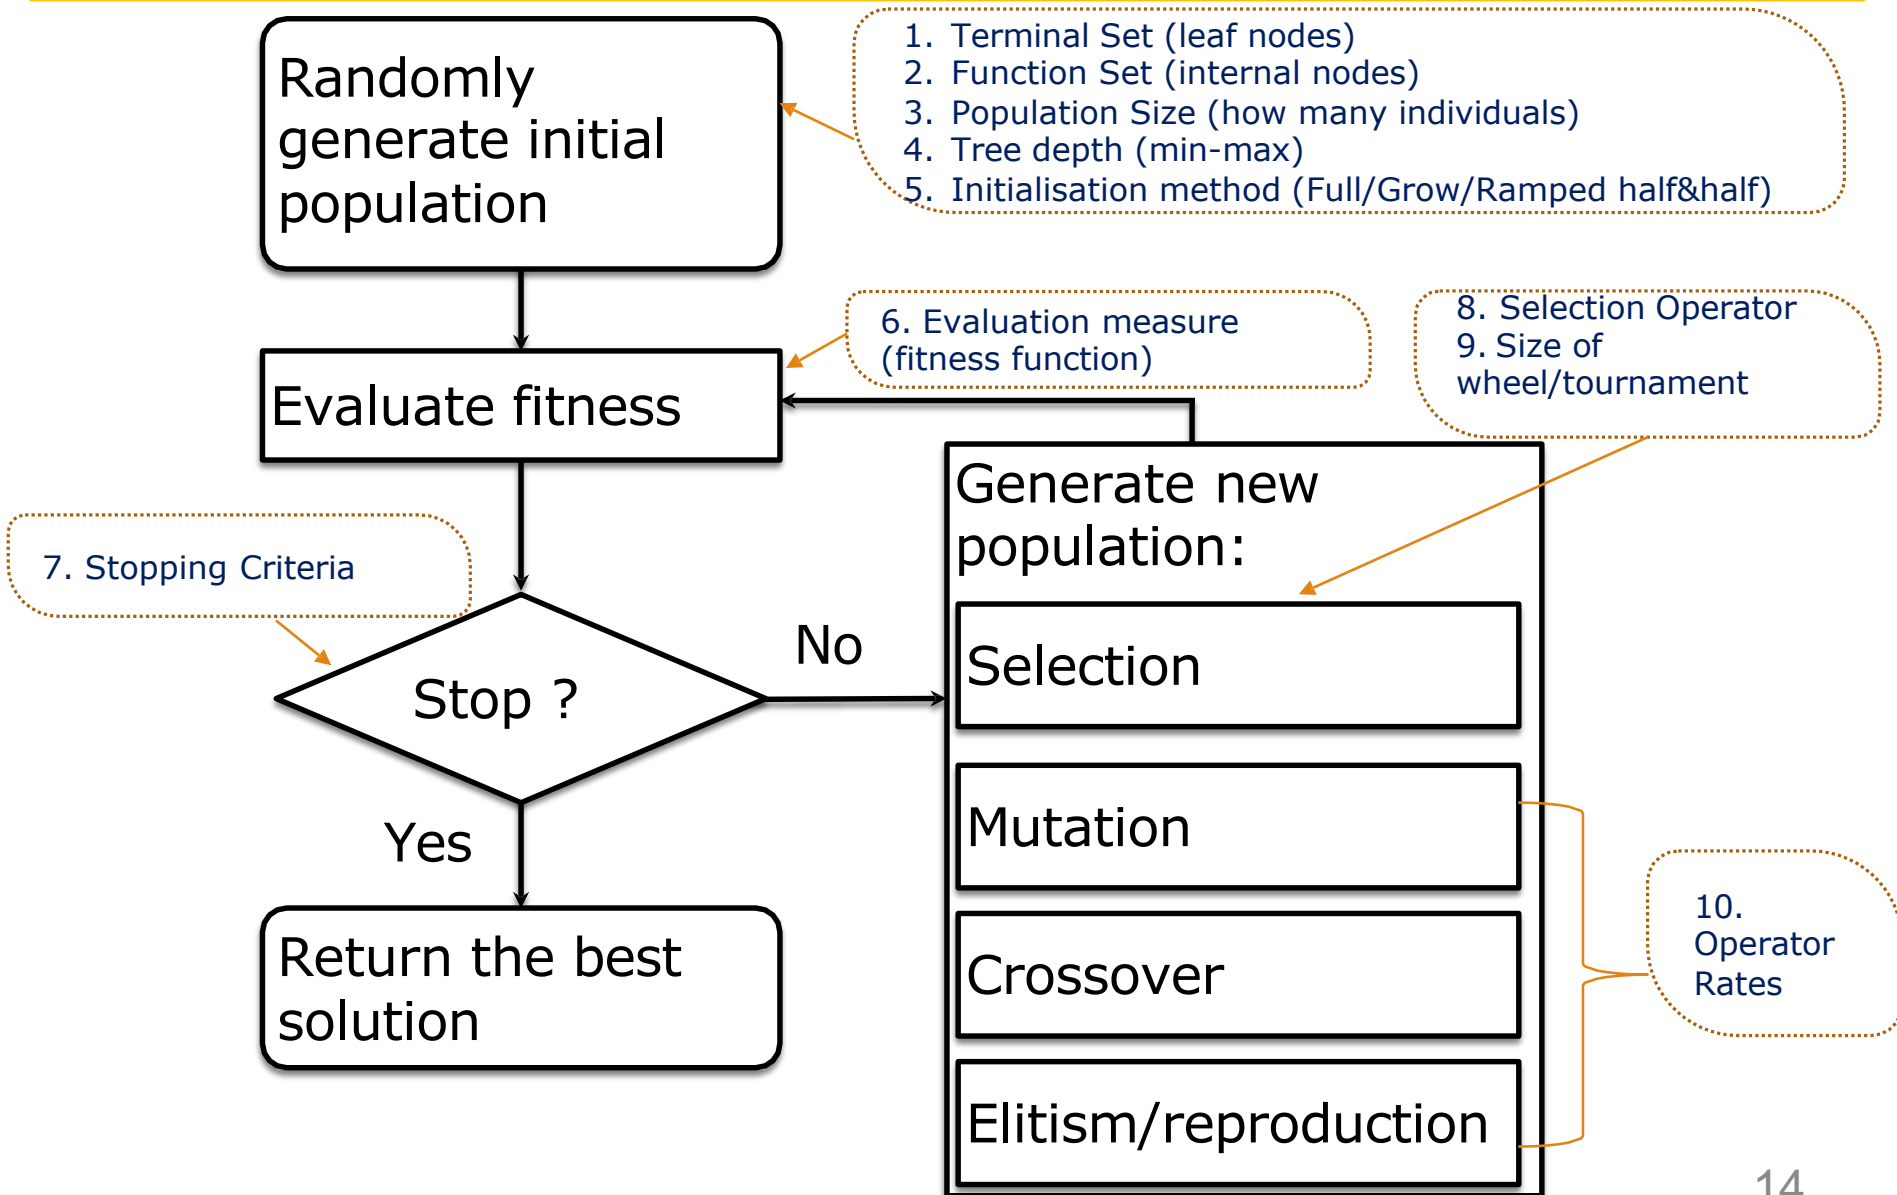 Randomly
generate initial
population
1. Terminal Set (leaf nodes)
2. Function Set (internal nodes)
3. Population Size (how many individuals)
4. Tree depth (min-max)
5. Initialisation method (Full/Grow/Ramped half&half)
6. Evaluation measure
(fitness function)
8. Selection Operator
9. Size of
wheel/tournament
Evaluate fitness
7. Stopping Criteria
Stop ?
No
Yes
Return the best
solution
Generate new
population:
Selection
Mutation
Crossover
Elitism/reproduction
10.
Operator
Rates
14